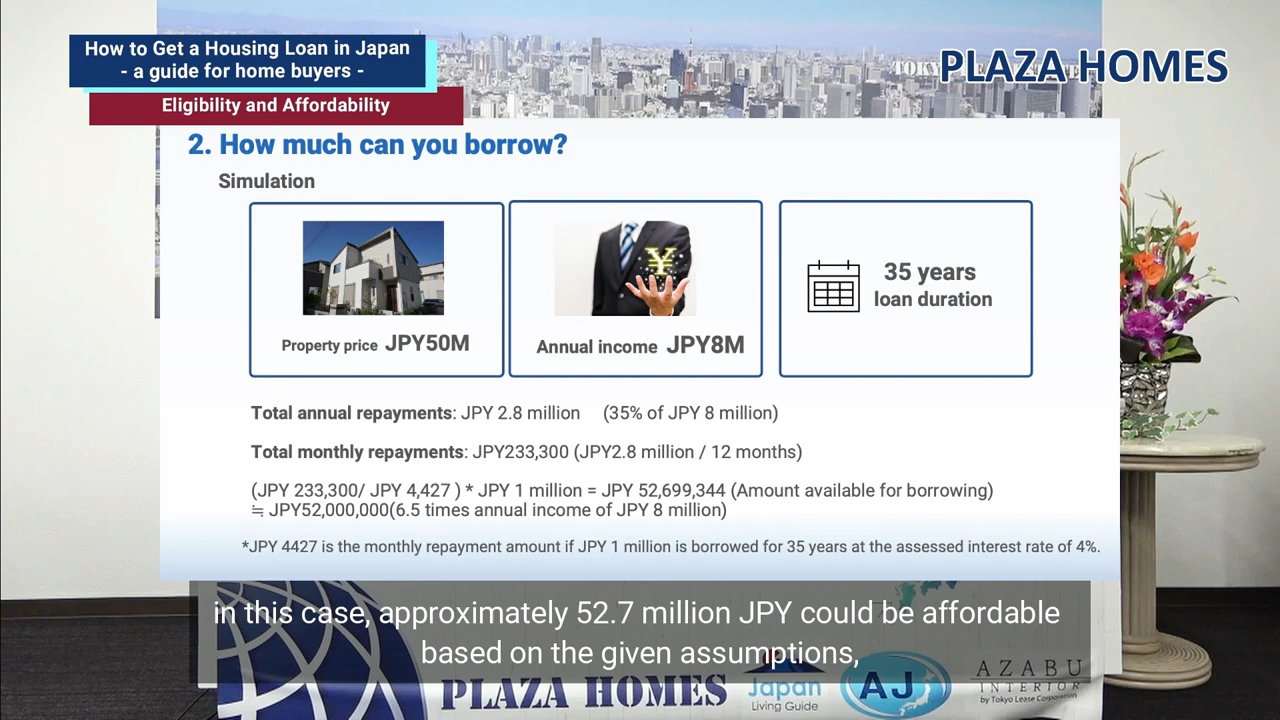 How to Get a Housing Loan in Japan
- a guide for home buyers -
Eligibility and Affordability
PLAZA HOMES
2. How much can you borrow?
Simulation
Property price JPY50M
¥
Annual income JPY8M
35 years
loan duration
Total annual repayments: JPY 2.8 million (35% of JPY 8 million)
Total monthly repayments: JPY233,300 (JPY2.8 million / 12 months)
(JPY 233,300/ JPY 4,427 ) * JPY 1 million = JPY 52,699,344 (Amount available for borrowing)
≒ JPY52,000,000(6.5 times annual income of JPY 8 million)
*JPY 4427 is the monthly repayment amount if JPY 1 million is borrowed for 35 years at the assessed interest rate of 4%.
in this case, approximately 52.7 million JPY could be affordable
based on the given assumptions,
PLAZA HOMES
Japan
Living Guide
AJ
AZABU
INTERIOR
by Tokyo Lease Corporation